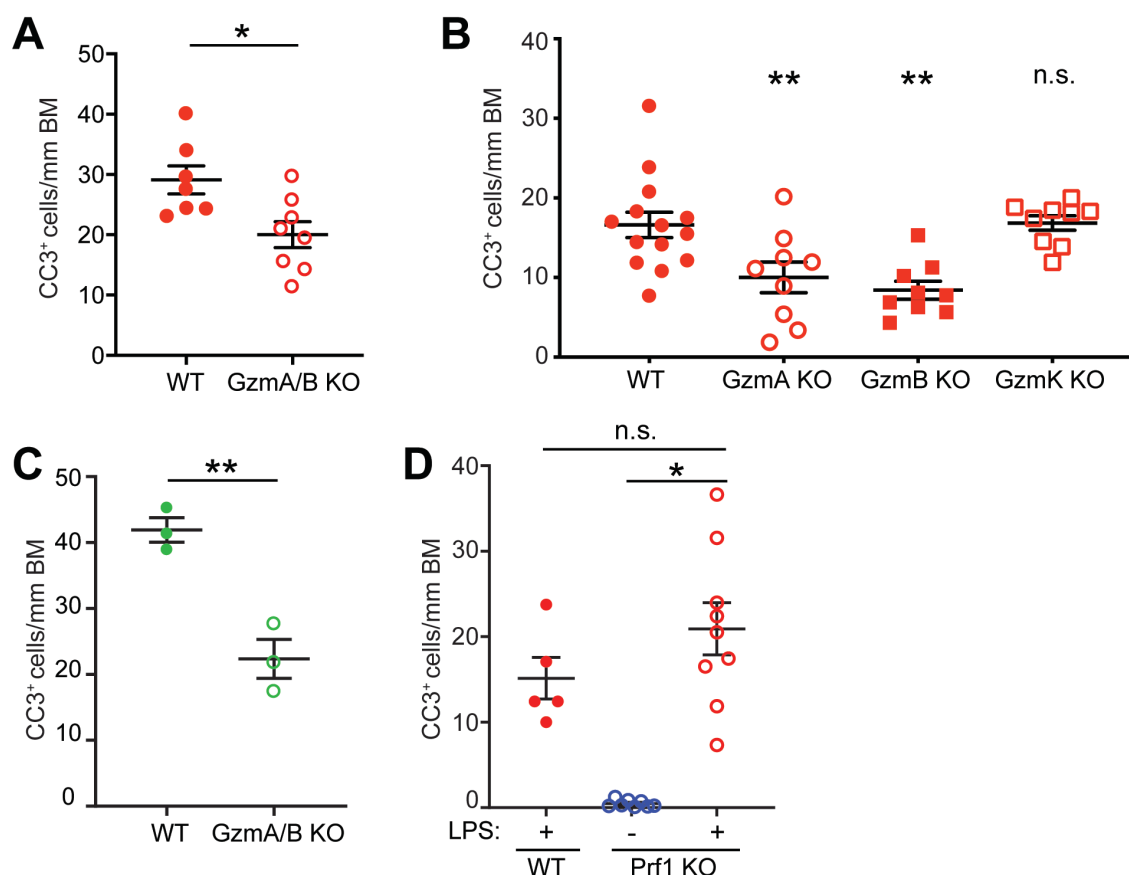 A
*
CC3⁺ cells/mm BM
50
40
30
20
10
0
WT GzmA/B KO
B
** ** n.s.
CC3⁺ cells/mm BM
40
30
20
10
0
WT GzmA KO GzmB KO GzmK KO
C
**
CC3⁺ cells/mm BM
50
40
30
20
10
0
WT GzmA/B KO
D
n.s.
*
CC3⁺ cells/mm BM
40
30
20
10
0
LPS: + - +
WT Prf1 KO